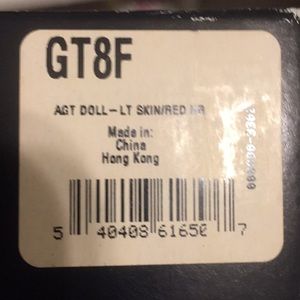 GT8F
AGT DOLL-LT SKIN/RED HR
Made in:
China
Hong Kong
5 40408 61650 7